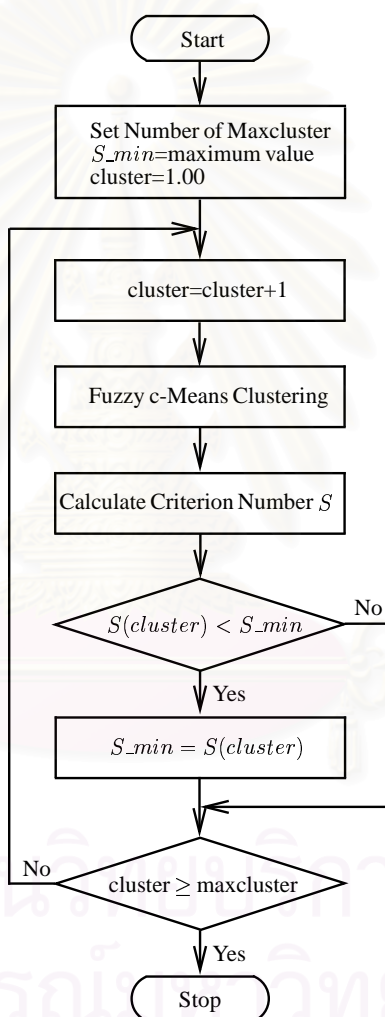 Start
Set Number of Maxcluster
S_min=maximum value
cluster=1.00
cluster=cluster+1
Fuzzy c-Means Clustering
Calculate Criterion Number S
S(cluster) < S_min
No
Yes
S_min = S(cluster)
No
cluster ≥ maxcluster
Yes
Stop